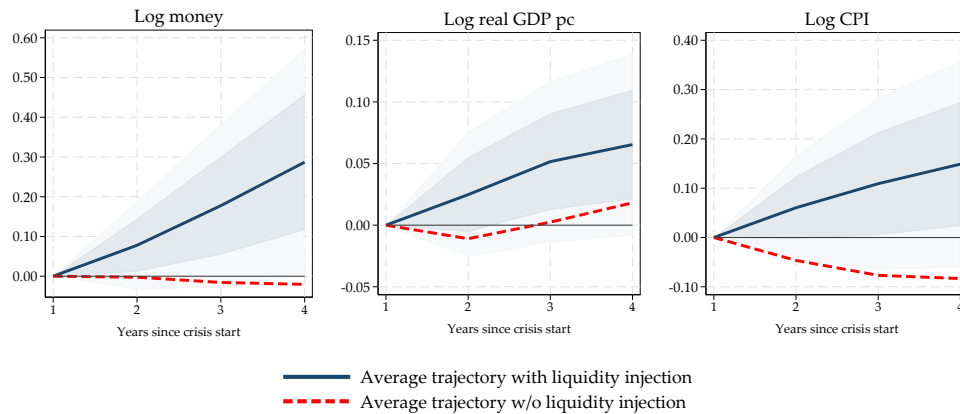 Log money
0.60
0.50
0.40
0.30
0.20
0.10
0.00
1 2 3 4
Years since crisis start
Log real GDP pc
0.15
0.10
0.05
0.00
-0.05
1 2 3 4
Years since crisis start
Log CPI
0.40
0.30
0.20
0.10
0.00
-0.10
1 2 3 4
Years since crisis start
Average trajectory with liquidity injection
Average trajectory w/o liquidity injection